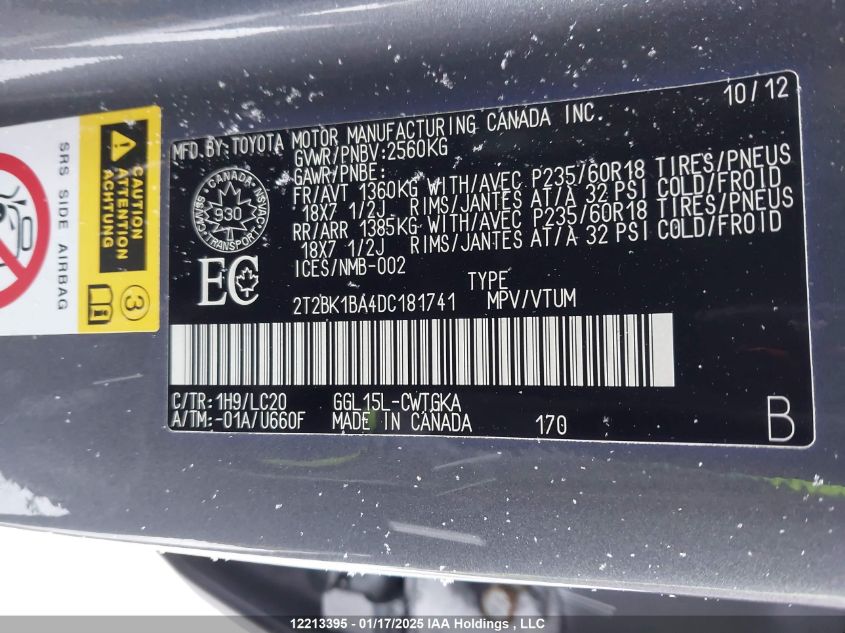 10/12
MFD.BY:TOYOTA MOTOR MANUFACTURING CANADA INC.
GVWR/PNBV:2560KG
GAWR/PNBE:
FR/AVT 1360KG WITH/AVEC P235/60R18 TIRES/PNEUS
18X7 1/2J RIMS/JANTES AT/A 32 PSI COLD/FROID
RR/ARR 1385KG WITH/AVEC P235/60R18 TIRES/PNEUS
18X7 1/2J RIMS/JANTES AT/A 32 PSI COLD/FROID
ICES/NMB-002
CANADA
930
TRANSPORT
EC
TYPE
2T2BK1BA4DC181741 MPV/VTUM
C/TR:1H9/LC20 GGL15L-CWTGKA
A/TM:-01A/U660F MADE IN CANADA 170 B
ATTENTION
ACHTUNG
SRS SIDE AIRBAG
3
12213395 - 01/17/2025 IAA Holdings , LLC